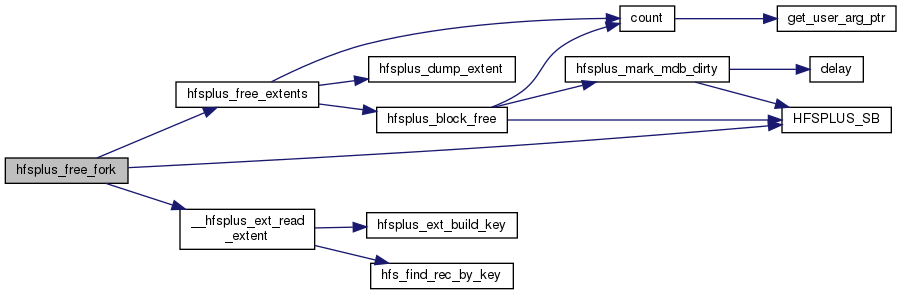 count
get_user_arg_ptr
hfsplus_dump_extent
hfsplus_mark_mdb_dirty
delay
hfsplus_free_extents
hfsplus_block_free
HFSPLUS_SB
hfsplus_free_fork
__hfsplus_ext_read
_extent
hfsplus_ext_build_key
hfs_find_rec_by_key